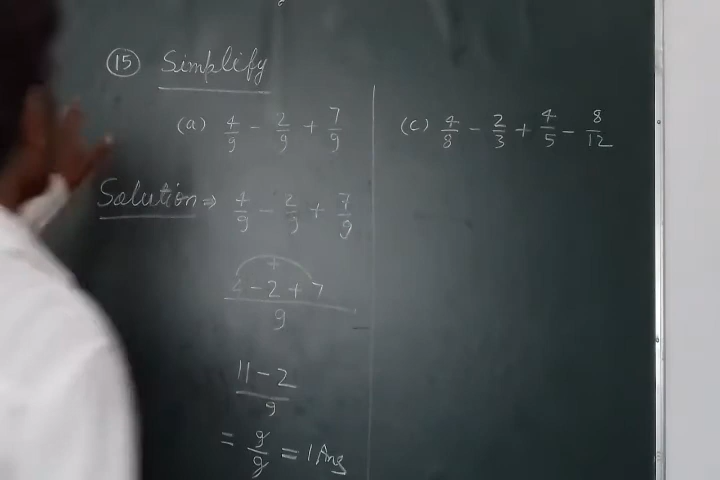 (15) Simplify
(a) 4/9 - 2/9 + 7/9
Solution ⇒ 4/9 - 2/9 + 7/9
+
4 - 2 + 7
9
11 - 2
9
= 9/9 = 1 Ans
(c) 4/8 - 2/3 + 4/5 - 8/12